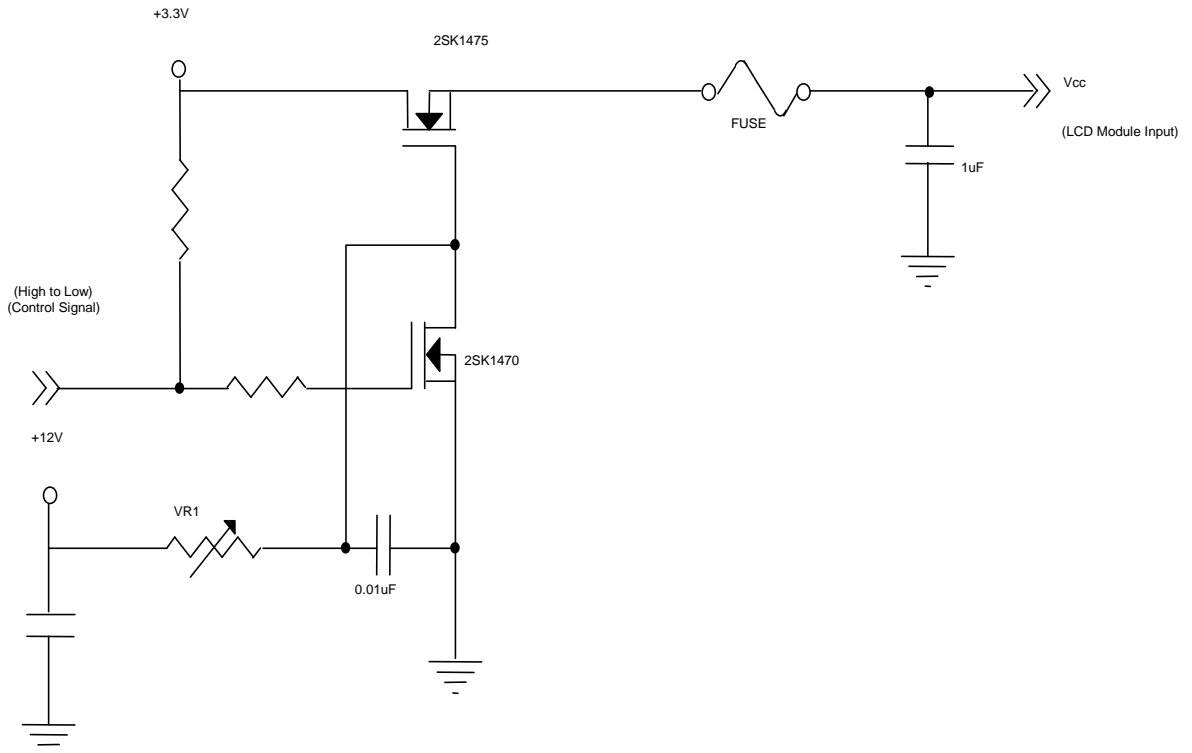 +3.3V
2SK1475
Vcc
FUSE
(LCD Module Input)
1uF
(High to Low)
(Control Signal)
2SK1470
+12V
VR1
0.01uF